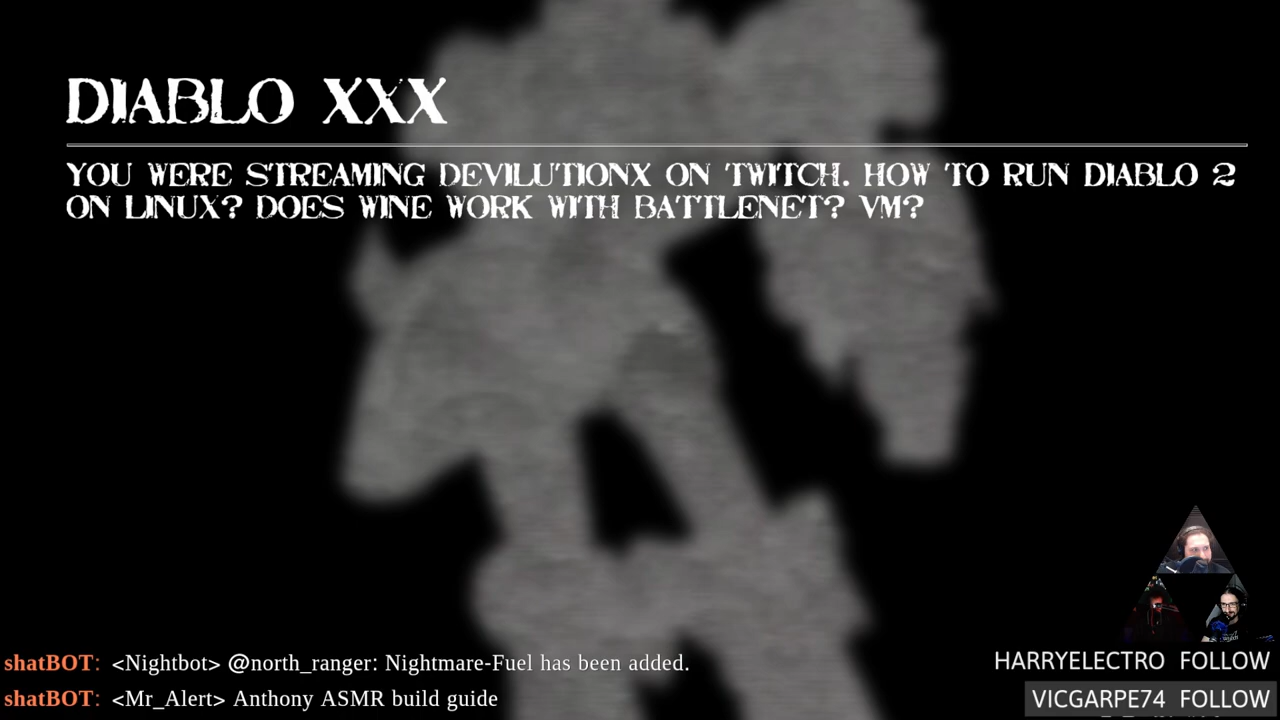 DIABLO XXX
YOU WERE STREAMING DEVILUTIONX ON TWITCH. HOW TO RUN DIABLO 2
ON LINUX? DOES WINE WORK WITH BATTLENET? VM?
shatBOT: <Nightbot> @north_ranger: Nightmare-Fuel has been added.
HARRYELECTRO FOLLOW
shatBOT: <Mr_Alert> Anthony ASMR build guide
VICGARPE74 FOLLOW